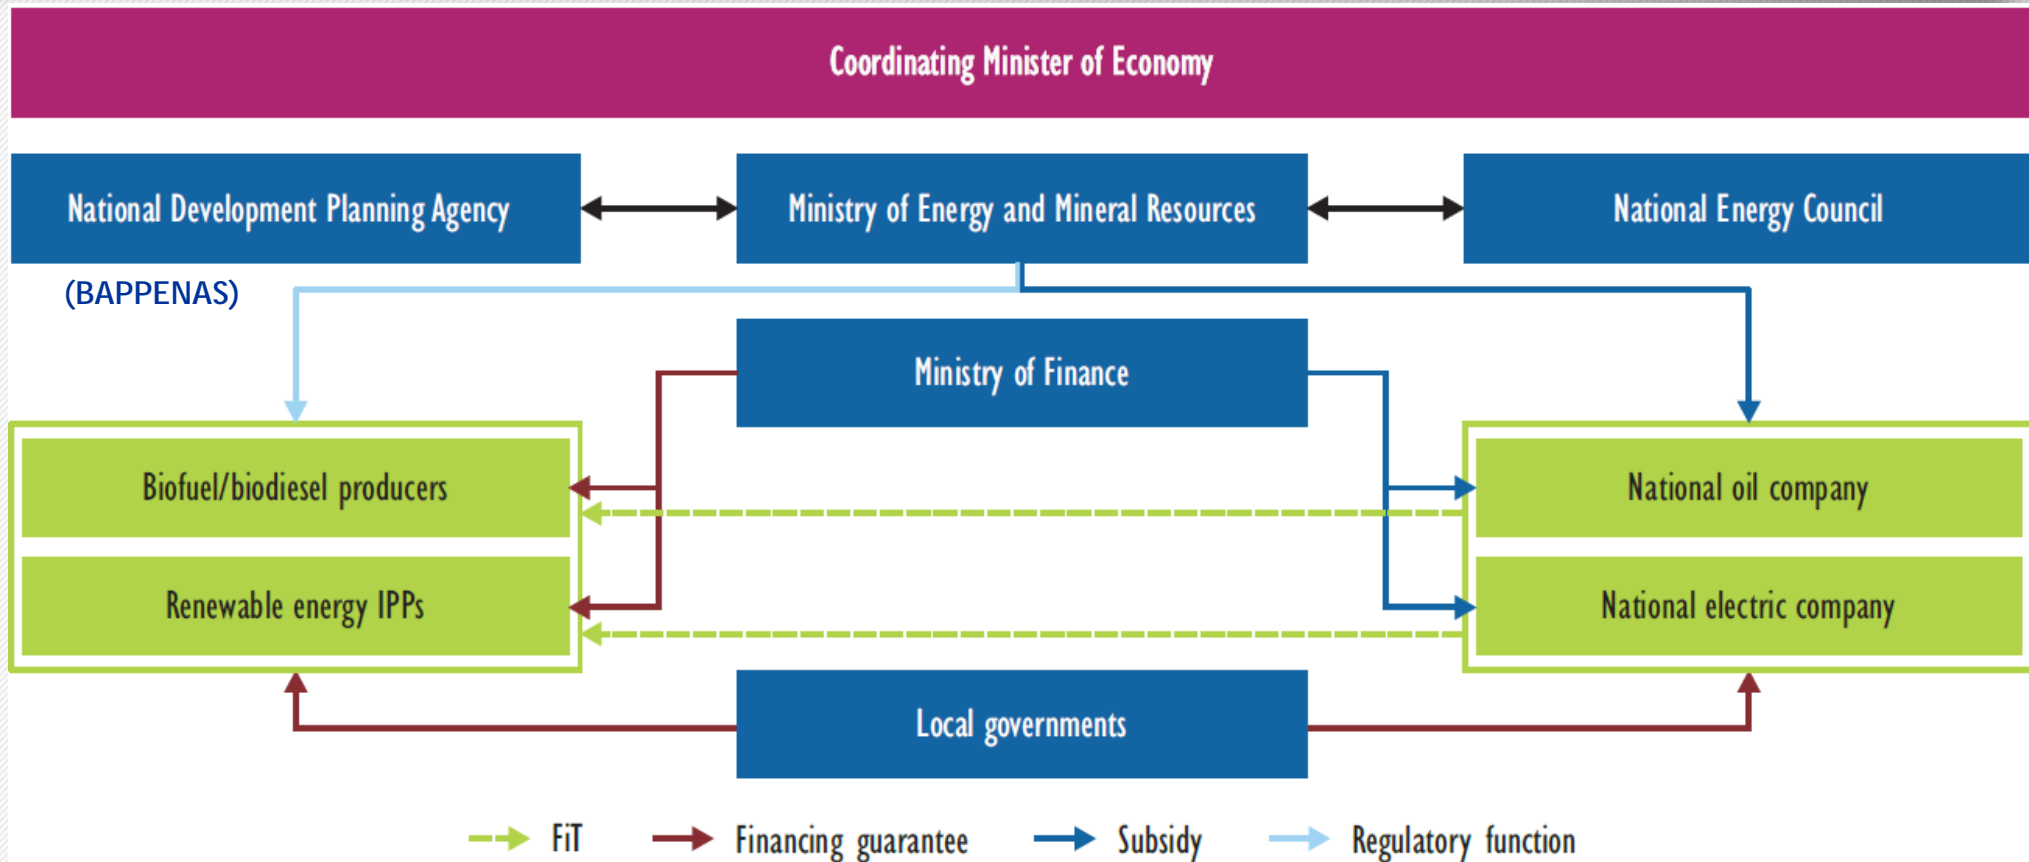 Coordinating Minister of Economy
National Development Planning Agency
Ministry of Energy and Mineral Resources
National Energy Council
(BAPPENAS)
Ministry of Finance
Biofuel/biodiesel producers
National oil company
Renewable energy IPPs
National electric company
Local governments
FiT
Financing guarantee
Subsidy
Regulatory function